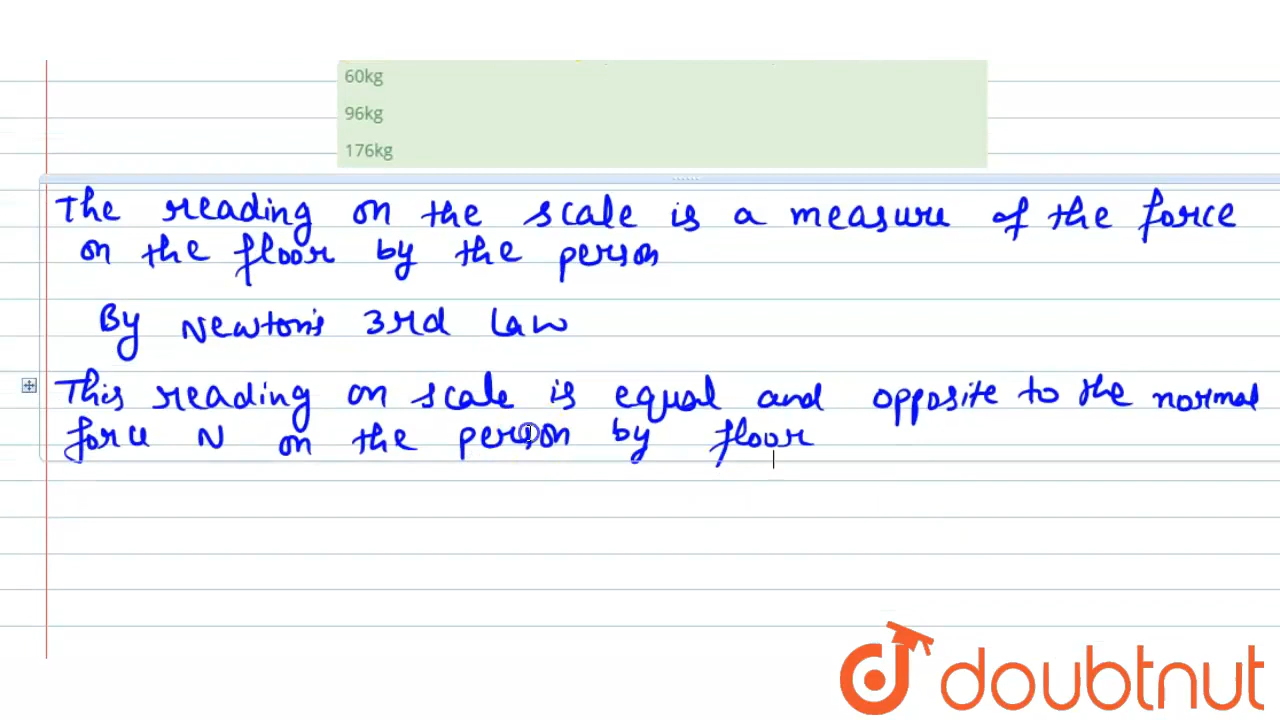 60kg
96kg
176kg
The reading on the scale is a measure of the force
on the floor by the person
By Newton's 3rd law
This reading on scale is equal and opposite to the normal
force N on the person by floor
doubtnut